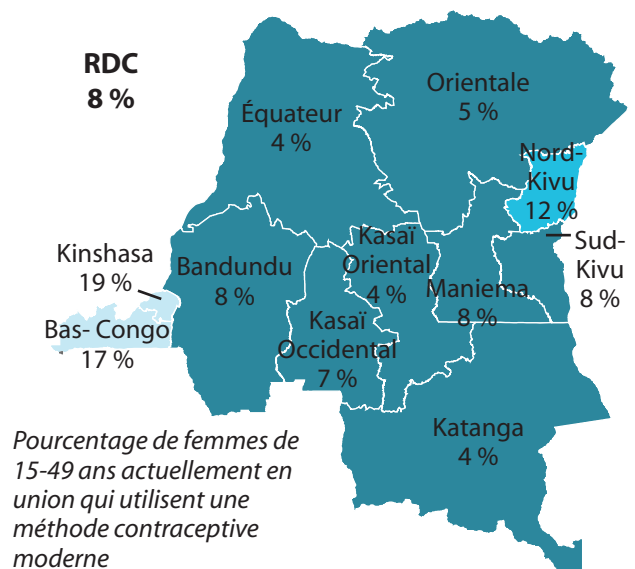 RDC
8 %
Équateur
4 %
Orientale
5 %
Nord-
Kivu
12 %
Sud-
Kivu
8 %
Kinshasa
19 %
Bas- Congo
17 %
Bandundu
8 %
Kasaï
Oriental
4 %
Maniema
8 %
Kasaï
Occidental
7 %
Katanga
4 %
Pourcentage de femmes de
15-49 ans actuellement en
union qui utilisent une
méthode contraceptive
moderne